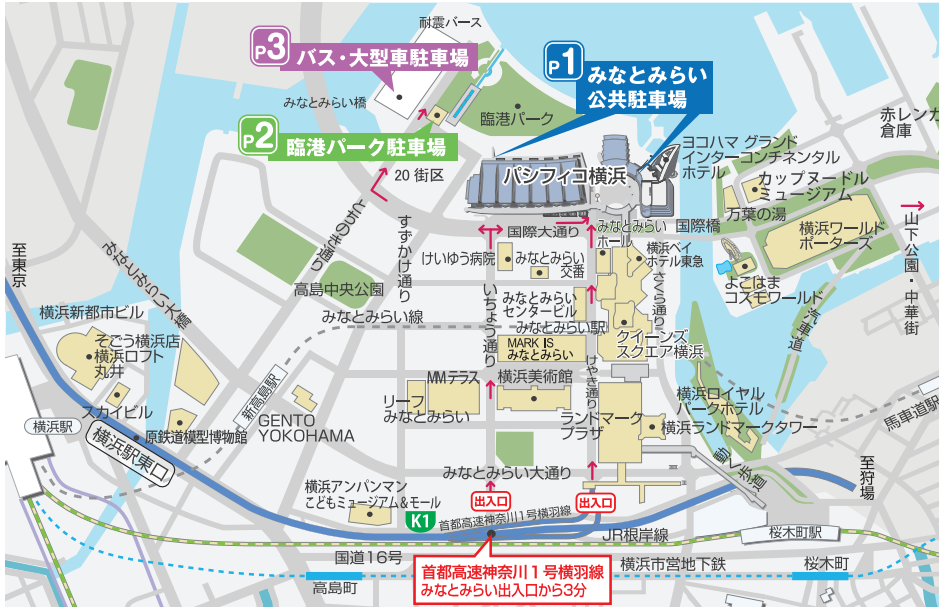 耐震バース
P3 バス・大型車駐車場
P1 みなとみらい
公共駐車場
みなとみらい橋
臨港パーク
P2 臨港パーク駐車場
20 街区
赤レンガ
倉庫
ヨコハマ グランド
インターコンチネンタル
ホテル
パシフィコ横浜
カップヌードル
ミュージアム
万葉の湯
国際橋
横浜ワールド
ポーターズ
山下公園・中華街
至東京
みなとみらい大橋
とちのき通り
すずかけ通り
国際大通り
みなとみらい
ホール
けいゆう病院
みなとみらい
交番
横浜ベイ
ホテル東急
さくら通り
よこはま
コスモワールド
汽車道
高島中央公園
みなとみらい線
いちょう通り
みなとみらい
センタービル
みなとみらい駅
クイーンズ
スクエア横浜
横浜新都市ビル
そごう横浜店
横浜ロフト
丸井
MARK IS
みなとみらい
けやき通り
MMテラス
横浜美術館
リーフ
みなとみらい
ランドマーク
プラザ
横浜ロイヤル
パークホテル
横浜ランドマークタワー
馬車道駅
スカイビル
新高島駅
横浜駅
横浜駅東口
原鉄道模型博物館
GENTO
YOKOHAMA
みなとみらい大通り
動く歩道
至狩場
横浜アンパンマン
こどもミュージアム&モール
出入口
出入口
K1
首都高速神奈川1号横羽線
JR根岸線
桜木町駅
国道16号
高島町
首都高速神奈川1号横羽線
みなとみらい出入口から3分
横浜市営地下鉄
桜木町